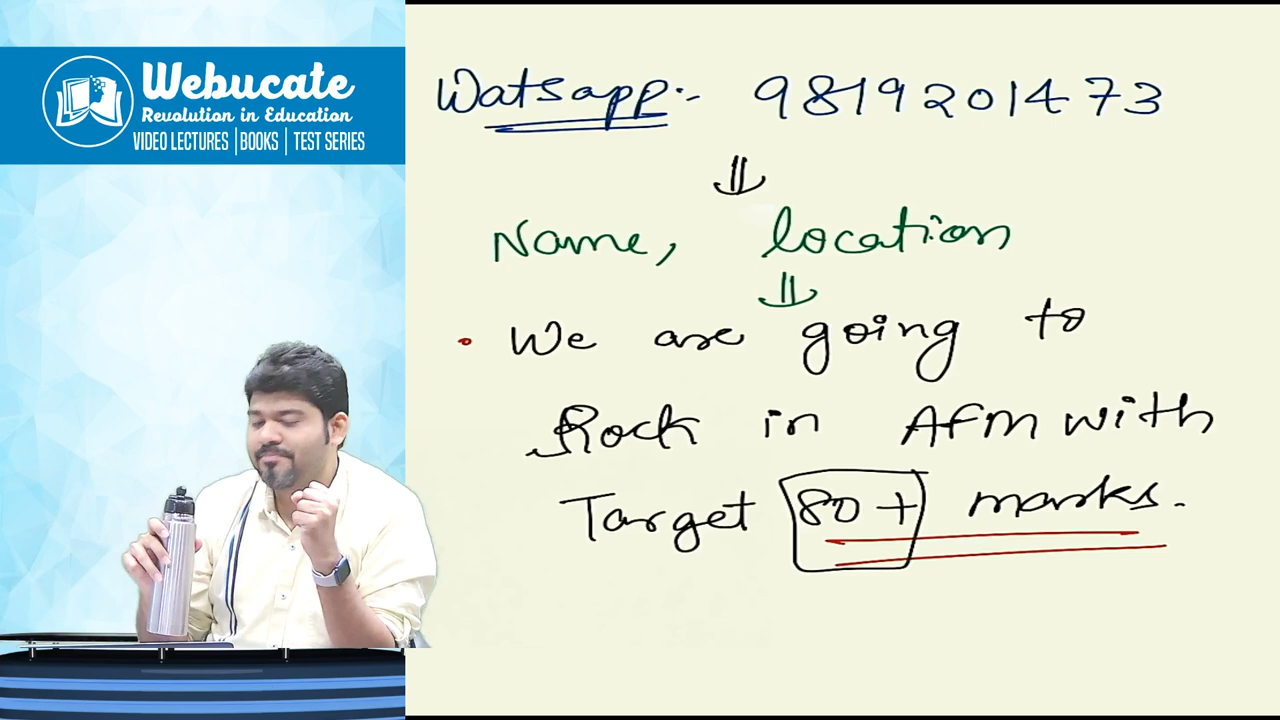 Webucate
Revolution in Education
VIDEO LECTURES | BOOKS | TEST SERIES
Watsapp:- 9819201473
Name, location
• We are going to
Rock in AFM with
Target 80+ marks.